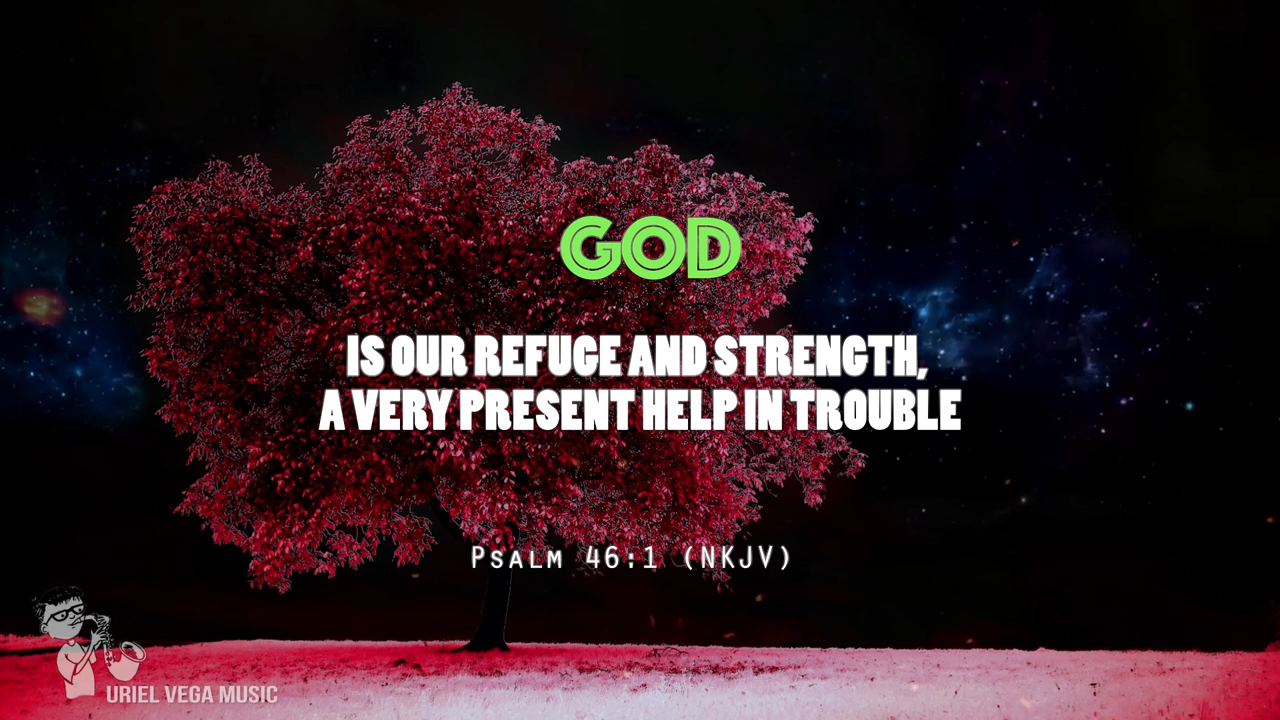 GOD
IS OUR REFUGE AND STRENGTH,
A VERY PRESENT HELP IN TROUBLE
Psalm 46:1 (NKJV)
URIEL VEGA MUSIC